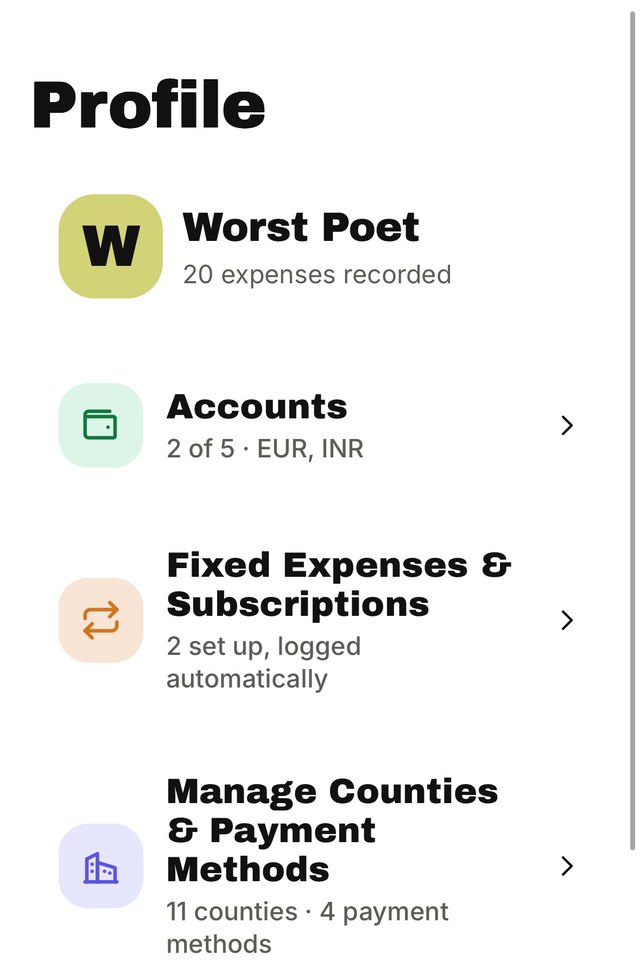 Profile
W
Worst Poet
20 expenses recorded
Accounts
2 of 5 · EUR, INR
Fixed Expenses &
Subscriptions
2 set up, logged
automatically
Manage Counties
& Payment
Methods
11 counties · 4 payment
methods